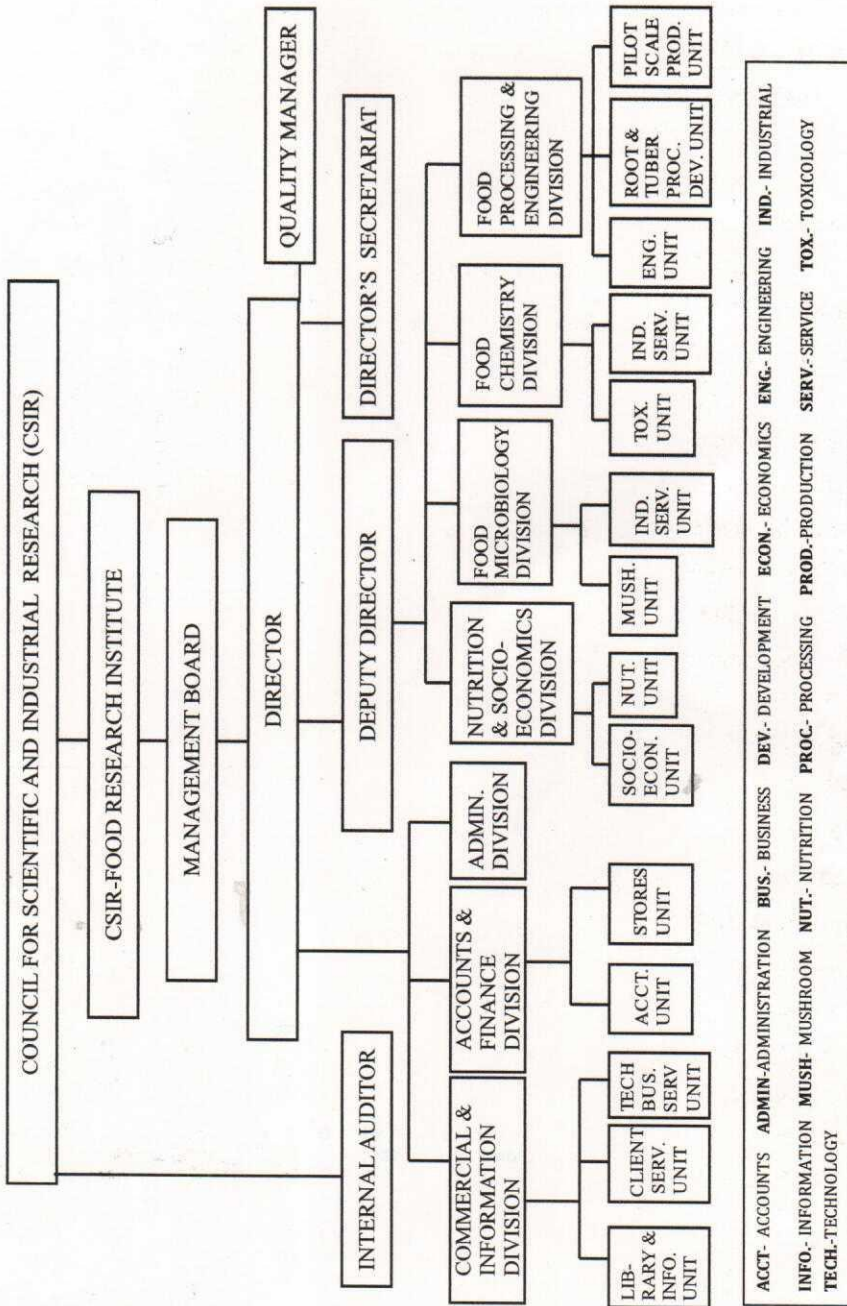 COUNCIL FOR SCIENTIFIC AND INDUSTRIAL RESEARCH (CSIR)
CSIR-FOOD RESEARCH INSTITUTE
MANAGEMENT BOARD
DIRECTOR
QUALITY MANAGER
INTERNAL AUDITOR
DEPUTY DIRECTOR
DIRECTOR'S SECRETARIAT
COMMERCIAL &
INFORMATION
DIVISION
ACCOUNTS &
FINANCE
DIVISION
ADMIN.
DIVISION
NUTRITION
& SOCIO-
ECONOMICS
DIVISION
FOOD
MICROBIOLOGY
DIVISION
FOOD
CHEMISTRY
DIVISION
FOOD
PROCESSING &
ENGINEERING
DIVISION
LIB-
RARY &
INFO.
UNIT
CLIENT
SERV.
UNIT
TECH
BUS.
SERV
UNIT
ACCT.
UNIT
STORES
UNIT
SOCIO-
ECON.
UNIT
NUT.
UNIT
MUSH.
UNIT
IND.
SERV.
UNIT
TOX.
UNIT
IND.
SERV.
UNIT
ENG.
UNIT
ROOT &
TUBER
PROC.
DEV. UNIT
PILOT
SCALE
PROD.
UNIT
ACCT- ACCOUNTS ADMIN-ADMINISTRATION BUS.- BUSINESS DEV.- DEVELOPMENT ECON.- ECONOMICS ENG.- ENGINEERING IND.- INDUSTRIAL
INFO.- INFORMATION MUSH- MUSHROOM NUT.- NUTRITION PROC.- PROCESSING PROD.-PRODUCTION SERV.-SERVICE TOX.- TOXICOLOGY
TECH.-TECHNOLOGY